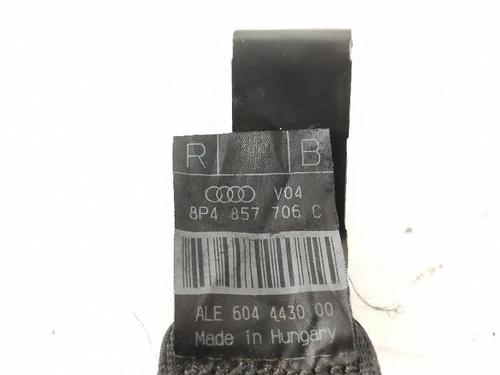 R B
V04
8P4 857 706 C
ALE 604 4430 00
Made in Hungary